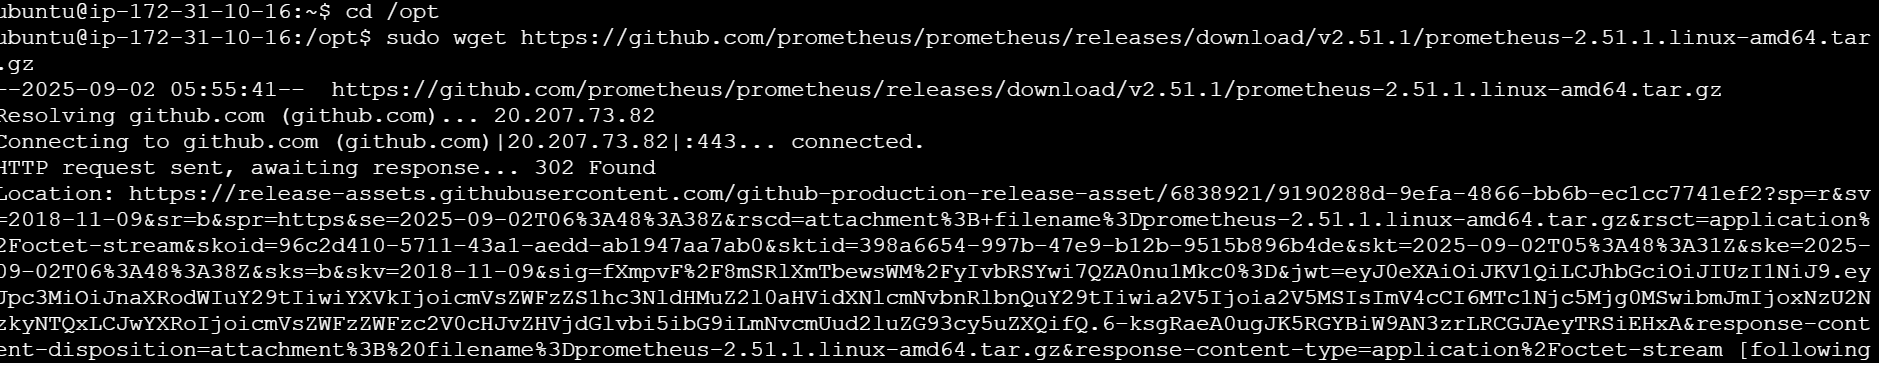 ubuntu@ip-172-31-10-16:~$ cd /opt
ubuntu@ip-172-31-10-16:/opt$ sudo wget https://github.com/prometheus/prometheus/releases/download/v2.51.1/prometheus-2.51.1.linux-amd64.tar
.gz
--2025-09-02 05:55:41--  https://github.com/prometheus/prometheus/releases/download/v2.51.1/prometheus-2.51.1.linux-amd64.tar.gz
Resolving github.com (github.com)... 20.207.73.82
Connecting to github.com (github.com)|20.207.73.82|:443... connected.
HTTP request sent, awaiting response... 302 Found
Location: https://release-assets.githubusercontent.com/github-production-release-asset/6838921/9190288d-9efa-4866-bb6b-ec1cc7741ef2?sp=r&sv
=2018-11-09&sr=b&spr=https&se=2025-09-02T06%3A48%3A38Z&rscd=attachment%3B+filename%3Dprometheus-2.51.1.linux-amd64.tar.gz&rsct=application%
2Foctet-stream&skoid=96c2d410-5711-43a1-aedd-ab1947aa7ab0&sktid=398a6654-997b-47e9-b12b-9515b896b4de&skt=2025-09-02T05%3A48%3A31Z&ske=2025-
09-02T06%3A48%3A38Z&sks=b&skv=2018-11-09&sig=fXmpvF%2F8mSRlXmTbewsWM%2FyIvbRSYwi7QZA0nu1Mkc0%3D&jwt=eyJ0eXAiOiJKV1QiLCJhbGciOiJIUzI1NiJ9.ey
Jpc3MiOiJnaXRodWIuY29tIiwiYXVkIjoicmVsZWFzZS1hc3NldHMuZ2l0aHVidXNlcmNvbnRlbnQuY29tIiwia2V5Ijoia2V5MSIsImV4cCI6MTc1Njc5Mjg0MSwibmJmIjoxNzU2N
zkyNTQxLCJwYXRoIjoicmVsZWFzZWFzc2V0cHJvZHVjdGlvbi5ibG9iLmNvcmUud2luZG93cy5uZXQifQ.6-ksgRaeA0ugJK5RGYBiW9AN3zrLRCGJAeyTRSiEHxA&response-cont
ent-disposition=attachment%3B%20filename%3Dprometheus-2.51.1.linux-amd64.tar.gz&response-content-type=application%2Foctet-stream [following